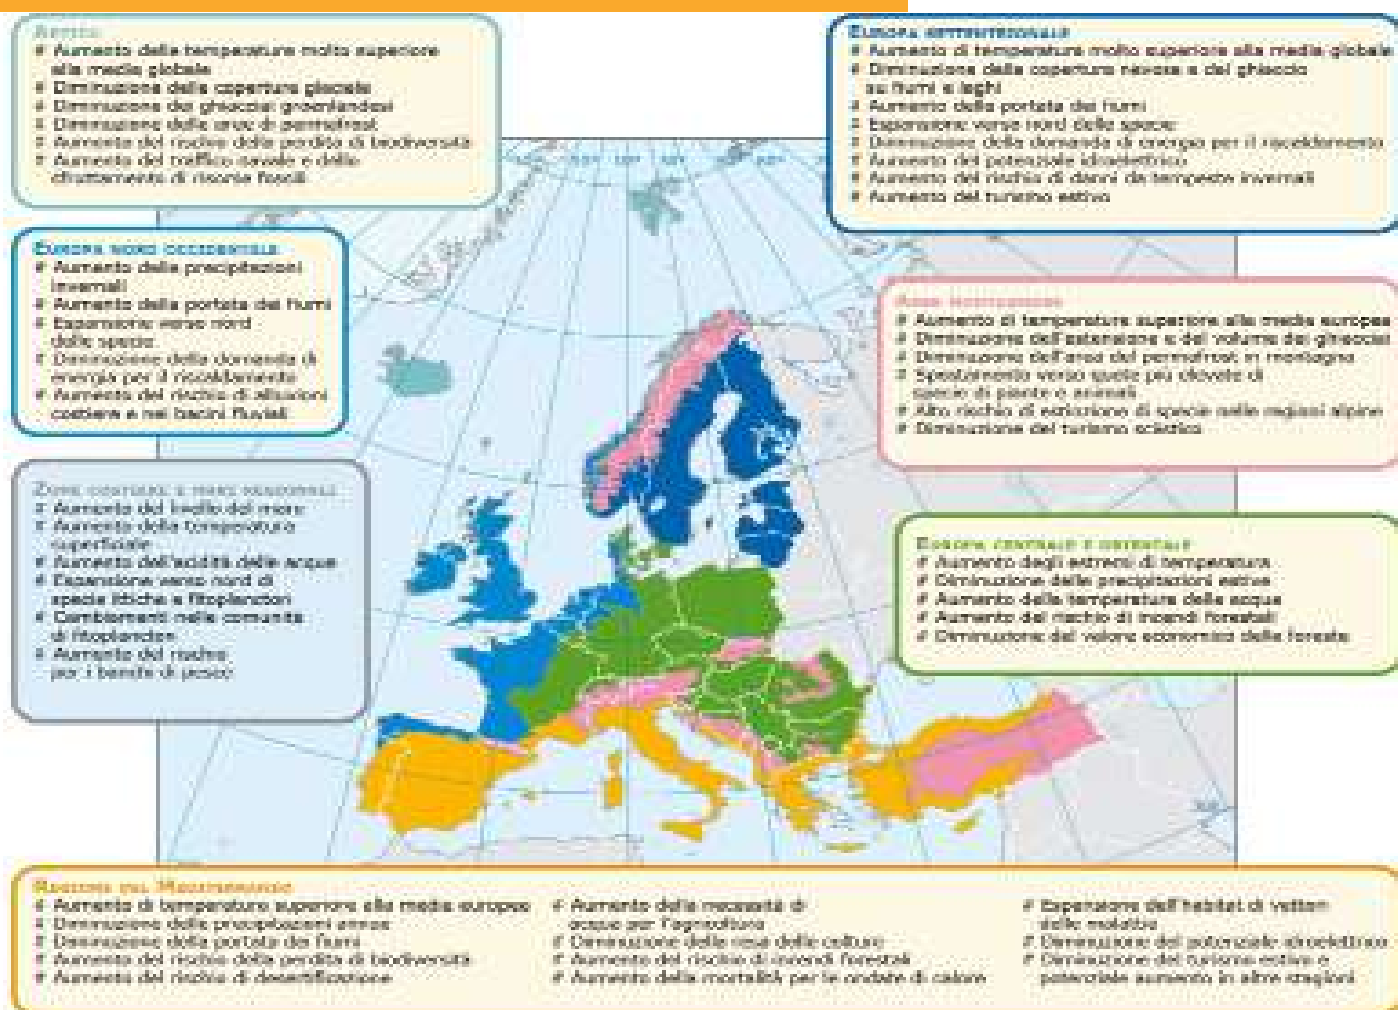 Artico
# Aumento della temperatura molto superiore
alla media globale
# Diminuzione della copertura glaciale
# Diminuzione dei ghiacciai groenlandesi
# Diminuzione delle aree di permafrost
# Aumento del rischio della perdita di biodiversità
# Aumento del traffico navale e dello
sfruttamento di risorse fossili
Europa settentrionale
# Aumento di temperature molto superiore alla media globale
# Diminuzione della copertura nevosa e del ghiaccio
su fiumi e laghi
# Aumento della portata dei fiumi
# Espansione verso nord delle specie
# Diminuzione della domanda di energia per il riscaldamento
# Aumento del potenziale idroelettrico
# Aumento del rischio di danni da tempeste invernali
# Aumento del turismo estivo
Europa nord occidentale
# Aumento delle precipitazioni
invernali
# Aumento della portata dei fiumi
# Espansione verso nord
delle specie
# Diminuzione della domanda di
energia per il riscaldamento
# Aumento del rischio di alluvioni
costiere e nei bacini fluviali
Aree montagnose
# Aumento di temperature superiore alla media europea
# Diminuzione dell'estensione e del volume dei ghiacciai
# Diminuzione dell'area del permafrost in montagna
# Spostamento verso quote più elevate di
specie di piante e animali
# Alto rischio di estinzione di specie nelle regioni alpine
# Diminuzione del turismo sciistico
Zone costiere e mari regionali
# Aumento del livello del mare
# Aumento della temperatura
superficiale
# Aumento dell'acidità delle acque
# Espansione verso nord di
specie ittiche e fitoplanctoni
# Cambiamenti nelle comunità
di fitoplancton
# Aumento del rischio
per i banchi di pesce
Europa centrale e orientale
# Aumento degli estremi di temperatura
# Diminuzione delle precipitazioni estive
# Aumento della temperature delle acque
# Aumento del rischio di incendi forestali
# Diminuzione del valore economico delle foreste
Regione del Mediterraneo
# Aumento di temperature superiore alla media europea
# Diminuzione delle precipitazioni annue
# Diminuzione della portata dei fiumi
# Aumento del rischio della perdita di biodiversità
# Aumento del rischio di desertificazione
# Aumento della necessità di
acqua per l'agricoltura
# Diminuzione della resa delle colture
# Aumento del rischio di incendi forestali
# Aumento della mortalità per le ondate di calore
# Espansione dell'habitat di vettori
delle malattie
# Diminuzione del potenziale idroelettrico
# Diminuzione del turismo estivo e
potenziale aumento in altre stagioni